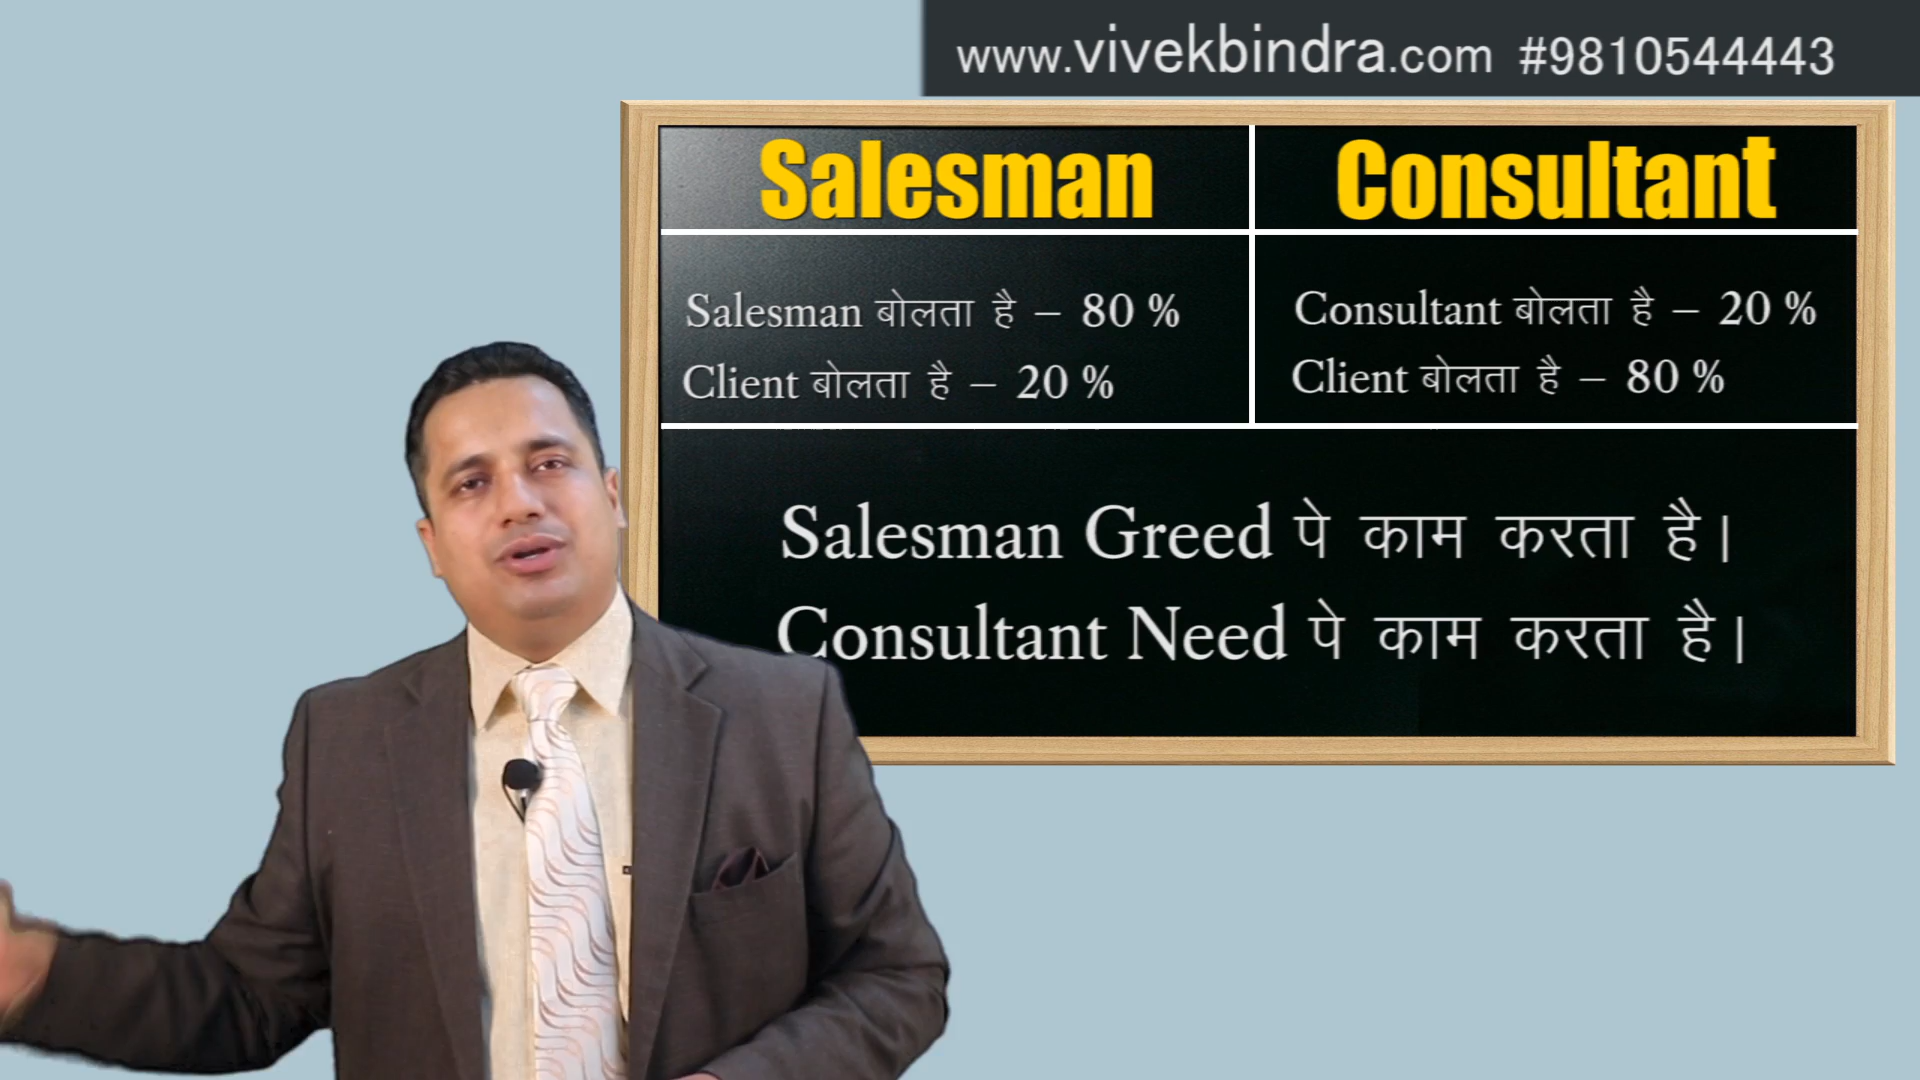 www.vivekbindra.com #9810544443
Salesman
Consultant
Salesman बोलता है – 80 %
Client बोलता है – 20 %
Consultant बोलता है – 20 %
Client बोलता है – 80 %
Salesman Greed पे काम करता है।
Consultant Need पे काम करता है।